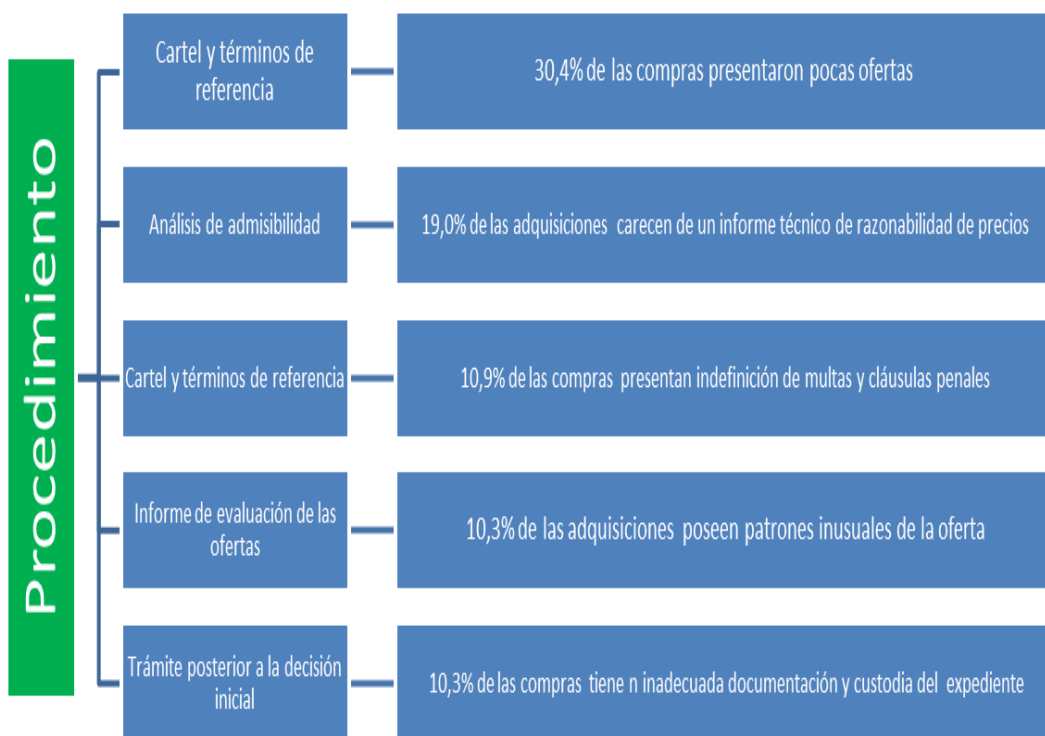 Procedimiento
Cartel y términos de
referencia
30,4% de las compras presentaron pocas ofertas
Análisis de admisibilidad
19,0% de las adquisiciones carecen de un informe técnico de razonabilidad de precios
Cartel y términos de referencia
10,9% de las compras presentan indefinición de multas y cláusulas penales
Informe de evaluación de las
ofertas
10,3% de las adquisiciones poseen patrones inusuales de la oferta
Trámite posterior a la decisión
inicial
10,3% de las compras tiene n inadecuada documentación y custodia del expediente